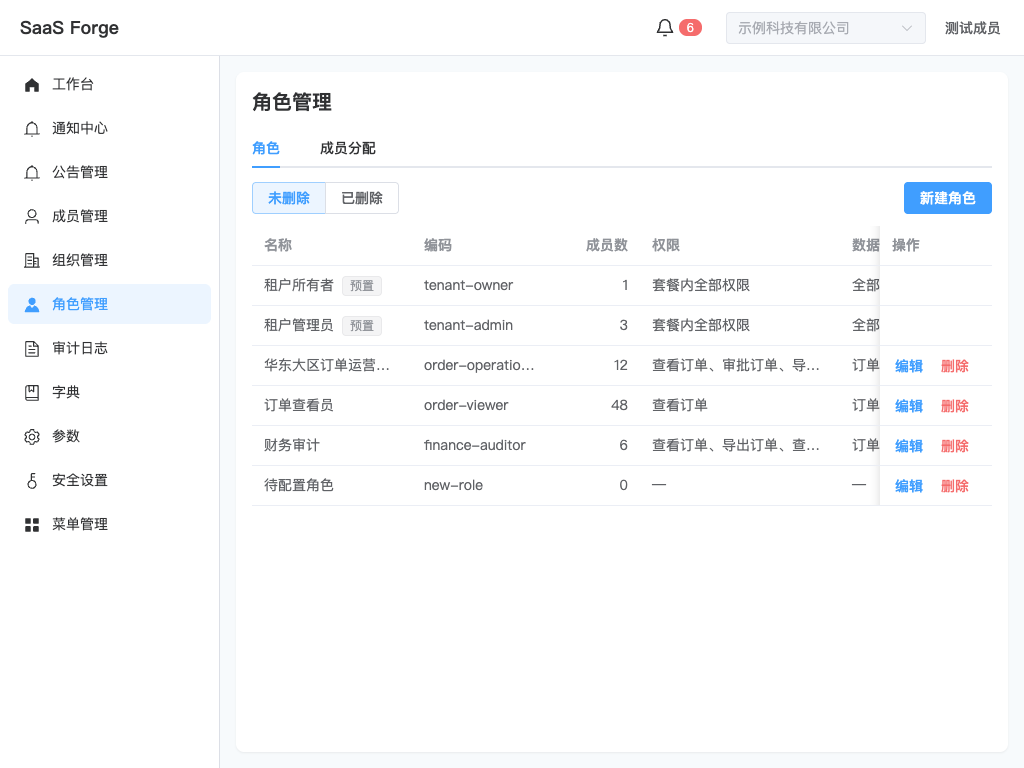 SaaS Forge
6
示例科技有限公司
测试成员
工作台
通知中心
公告管理
成员管理
组织管理
角色管理
审计日志
字典
参数
安全设置
菜单管理
角色管理
角色 成员分配
未删除 已删除 新建角色
名称 编码 成员数 权限 数据 操作
租户所有者 预置 tenant-owner 1 套餐内全部权限 全部
租户管理员 预置 tenant-admin 3 套餐内全部权限 全部
华东大区订单运营… order-operatio… 12 查看订单、审批订单、导… 订单 编辑 删除
订单查看员 order-viewer 48 查看订单 订单 编辑 删除
财务审计 finance-auditor 6 查看订单、导出订单、查… 订单 编辑 删除
待配置角色 new-role 0 — — 编辑 删除